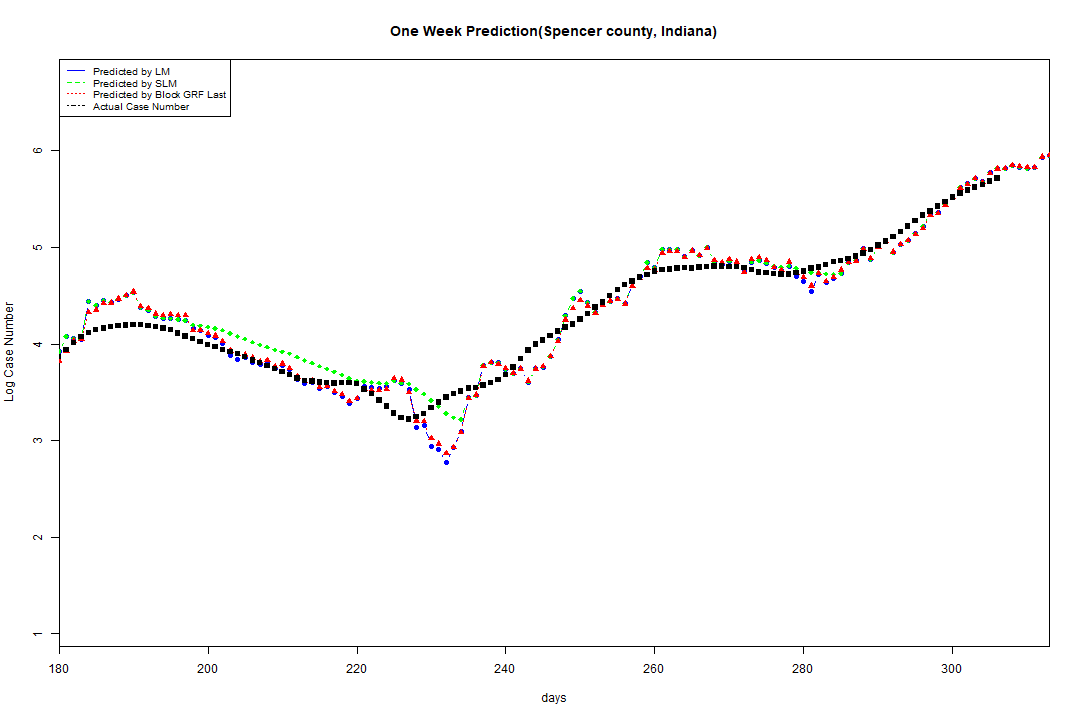 One Week Prediction(Spencer county, Indiana)
Predicted by LM
Predicted by SLM
Predicted by Block GRF Last
Actual Case Number
6
5
4
3
2
1
Log Case Number
180 200 220 240 260 280 300
days